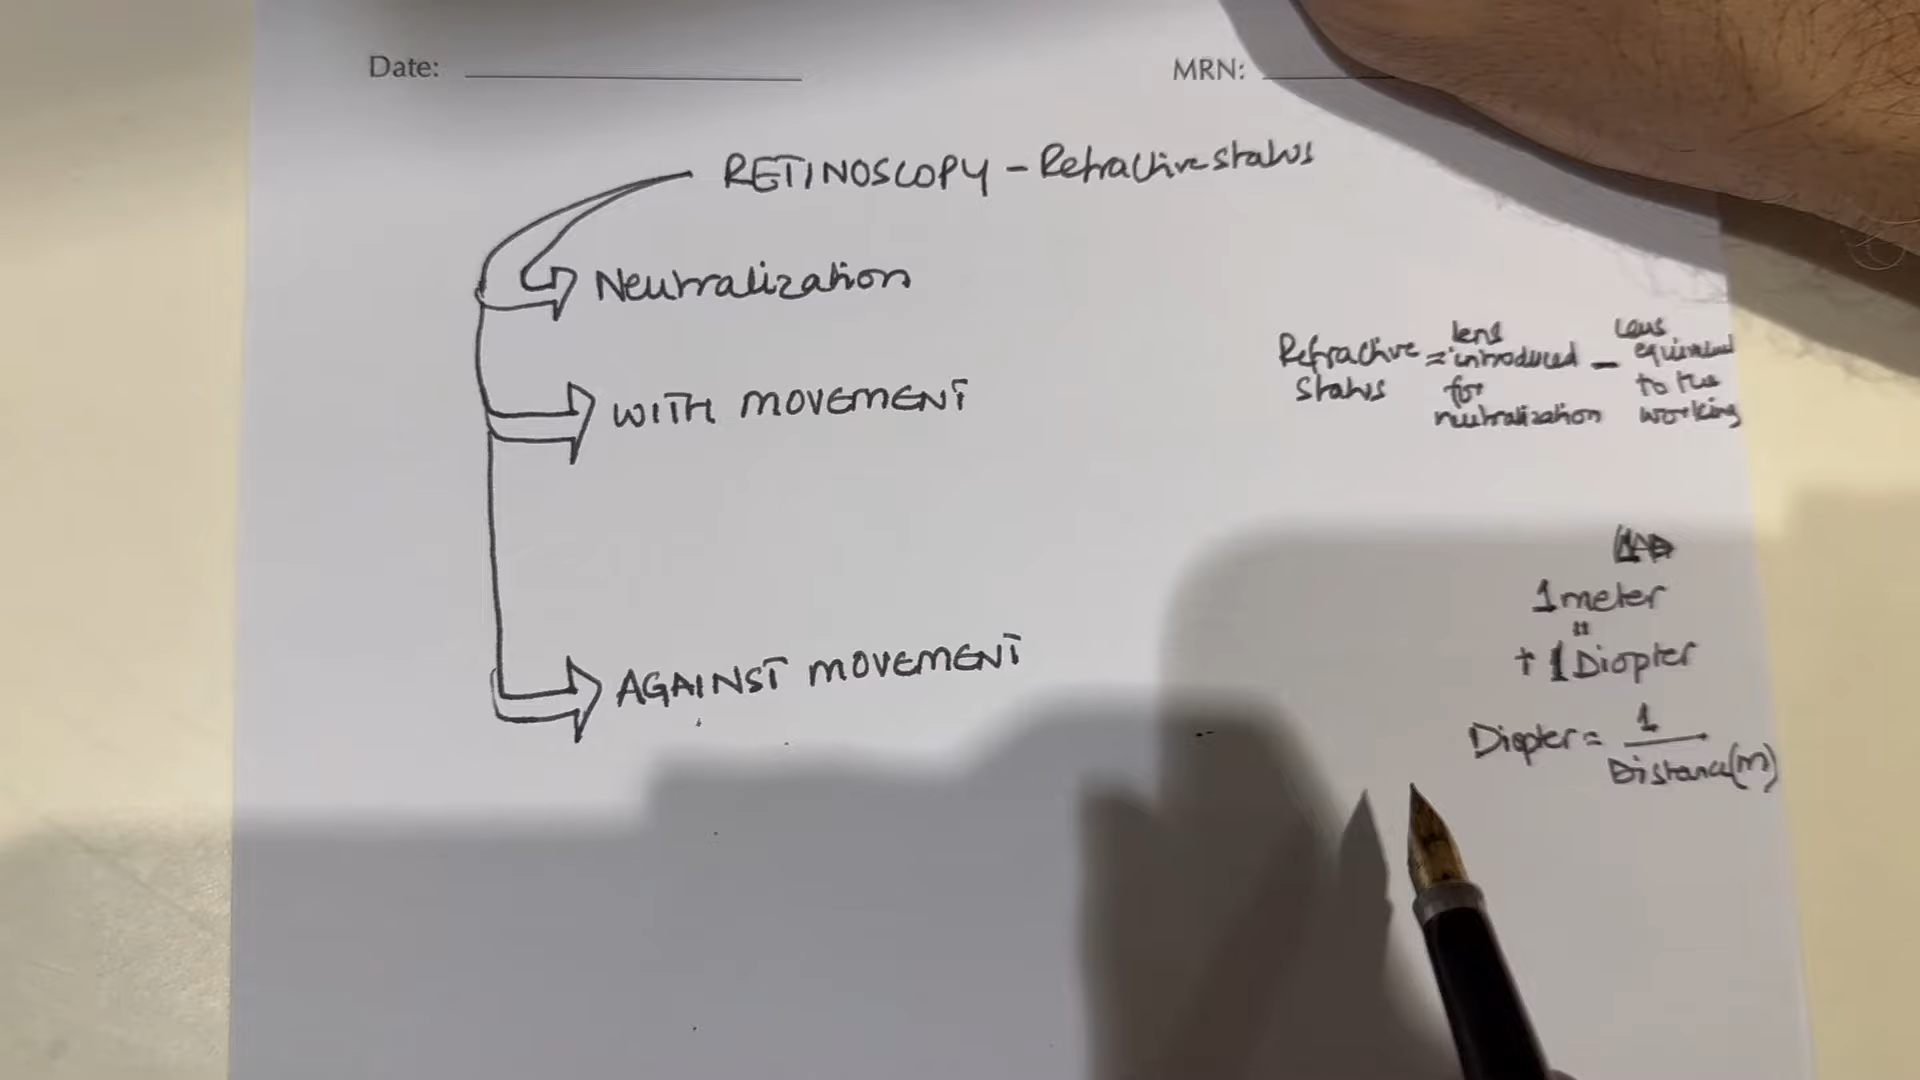 Date: MRN:
RETINOSCOPY - Refractive status
Neutralization
WITH MOVEMENT
AGAINST MOVEMENT
Refractive status = lens introduced for neutralization - Lens equivalent to the working
1 meter
=
+ 1 Diopter
Diopter = 1
Distance(m)